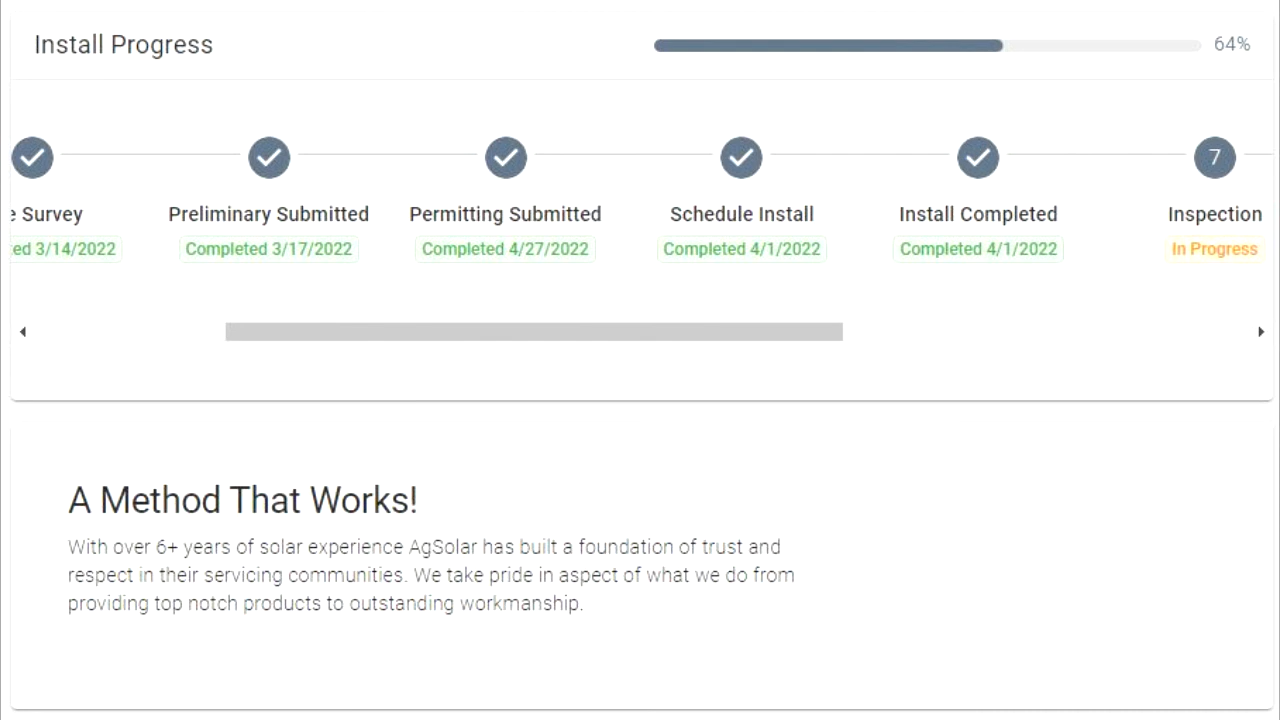 Install Progress 64%
7
e Survey Preliminary Submitted Permitting Submitted Schedule Install Install Completed Inspection
ed 3/14/2022 Completed 3/17/2022 Completed 4/27/2022 Completed 4/1/2022 Completed 4/1/2022 In Progress
A Method That Works!
With over 6+ years of solar experience AgSolar has built a foundation of trust and
respect in their servicing communities. We take pride in aspect of what we do from
providing top notch products to outstanding workmanship.